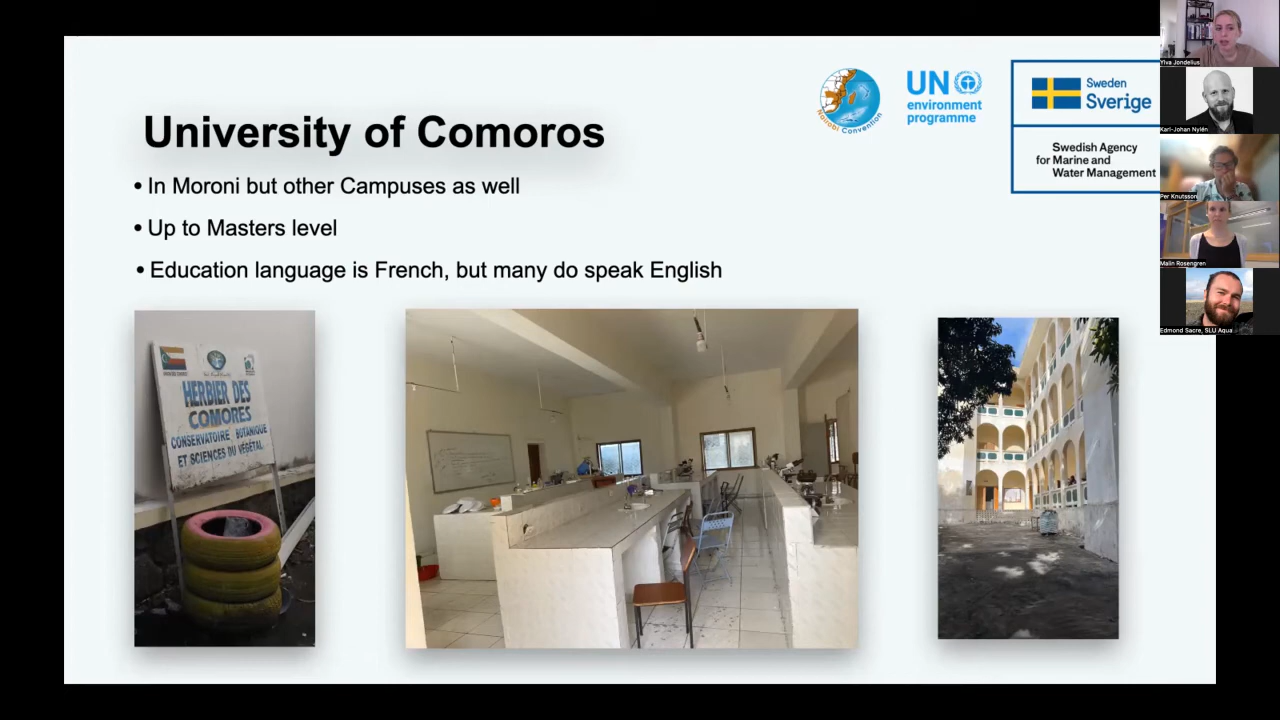 University of Comoros
• In Moroni but other Campuses as well
• Up to Masters level
• Education language is French, but many do speak English
Nairobi Convention
UN
environment
programme
Sweden
Sverige
Swedish Agency
for Marine and
Water Management
HERBIER DES
COMORES
CONSERVATOIRE BOTANIQUE
ET SCIENCES DU VÉGÉTAL
Ylva Jondelius
Karl-Johan Nylén
Per Knutsson
Malin Rosengren
Edmond Sacre, SLU Aqua